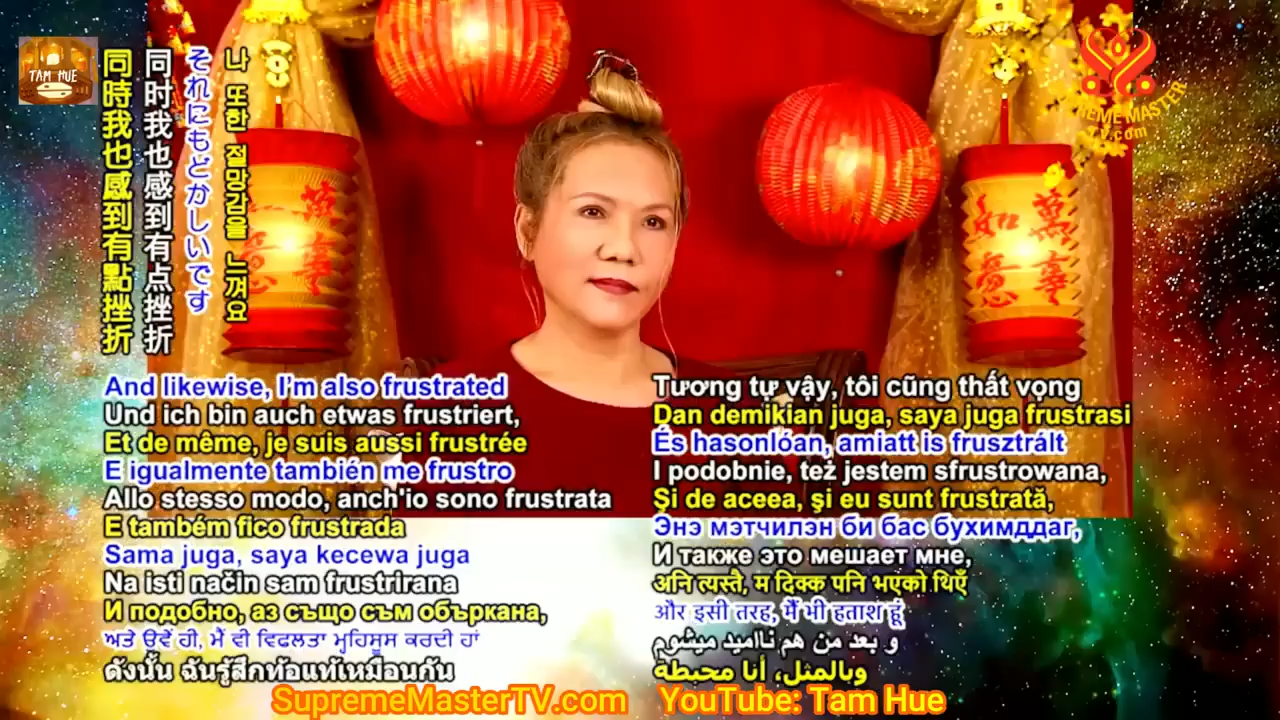 TAM HUE
同時我也感到有點挫折
同时我也感到有点挫折
それにもどかしいです
나 또한 절망감을 느껴요
萬事
如意
SUPREME MASTER
TV.com
And likewise, I'm also frustrated
Und ich bin auch etwas frustriert,
Et de même, je suis aussi frustrée
E igualmente también me frustro
Allo stesso modo, anch'io sono frustrata
E também fico frustrada
Sama juga, saya kecewa juga
Na isti način sam frustrirana
И подобно, аз също съм объркана,
ਅਤੇ ਉਵੇਂ ਹੀ, ਮੈਂ ਵੀ ਵਿਫਲਤਾ ਮੁਹਿਸੂਸ ਕਰਦੀ ਹਾਂ
ดังนั้น ฉันรู้สึกท้อแท้เหมือนกัน
Tương tự vậy, tôi cũng thất vọng
Dan demikian juga, saya juga frustrasi
És hasonlóan, amiatt is frusztrált
I podobnie, też jestem sfrustrowana,
Şi de aceea, şi eu sunt frustrată,
Энэ мэтчилэн би бас бухимддаг,
И также это мешает мне,
अनि त्यस्तै, म दिक्क पनि भएको थिएँ
और इसी तरह, मैं भी हताश हूं
و بعد من هم ناامید میشوم
وبالمثل، أنا محبطة
SupremeMasterTV.com YouTube: Tam Hue